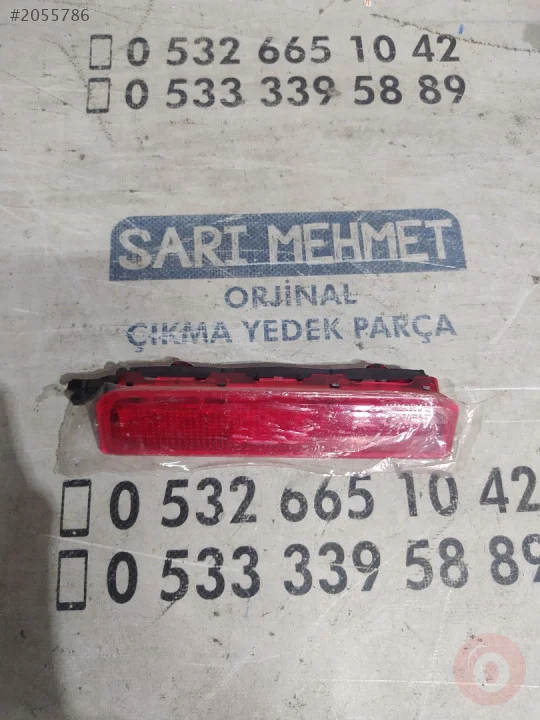 #2055786
0 532 665 10 42
0 533 339 58 89
SARI MEHMET
ORJİNAL
ÇIKMA YEDEK PARÇA
0 532 665 10 42
0 533 339 58 89